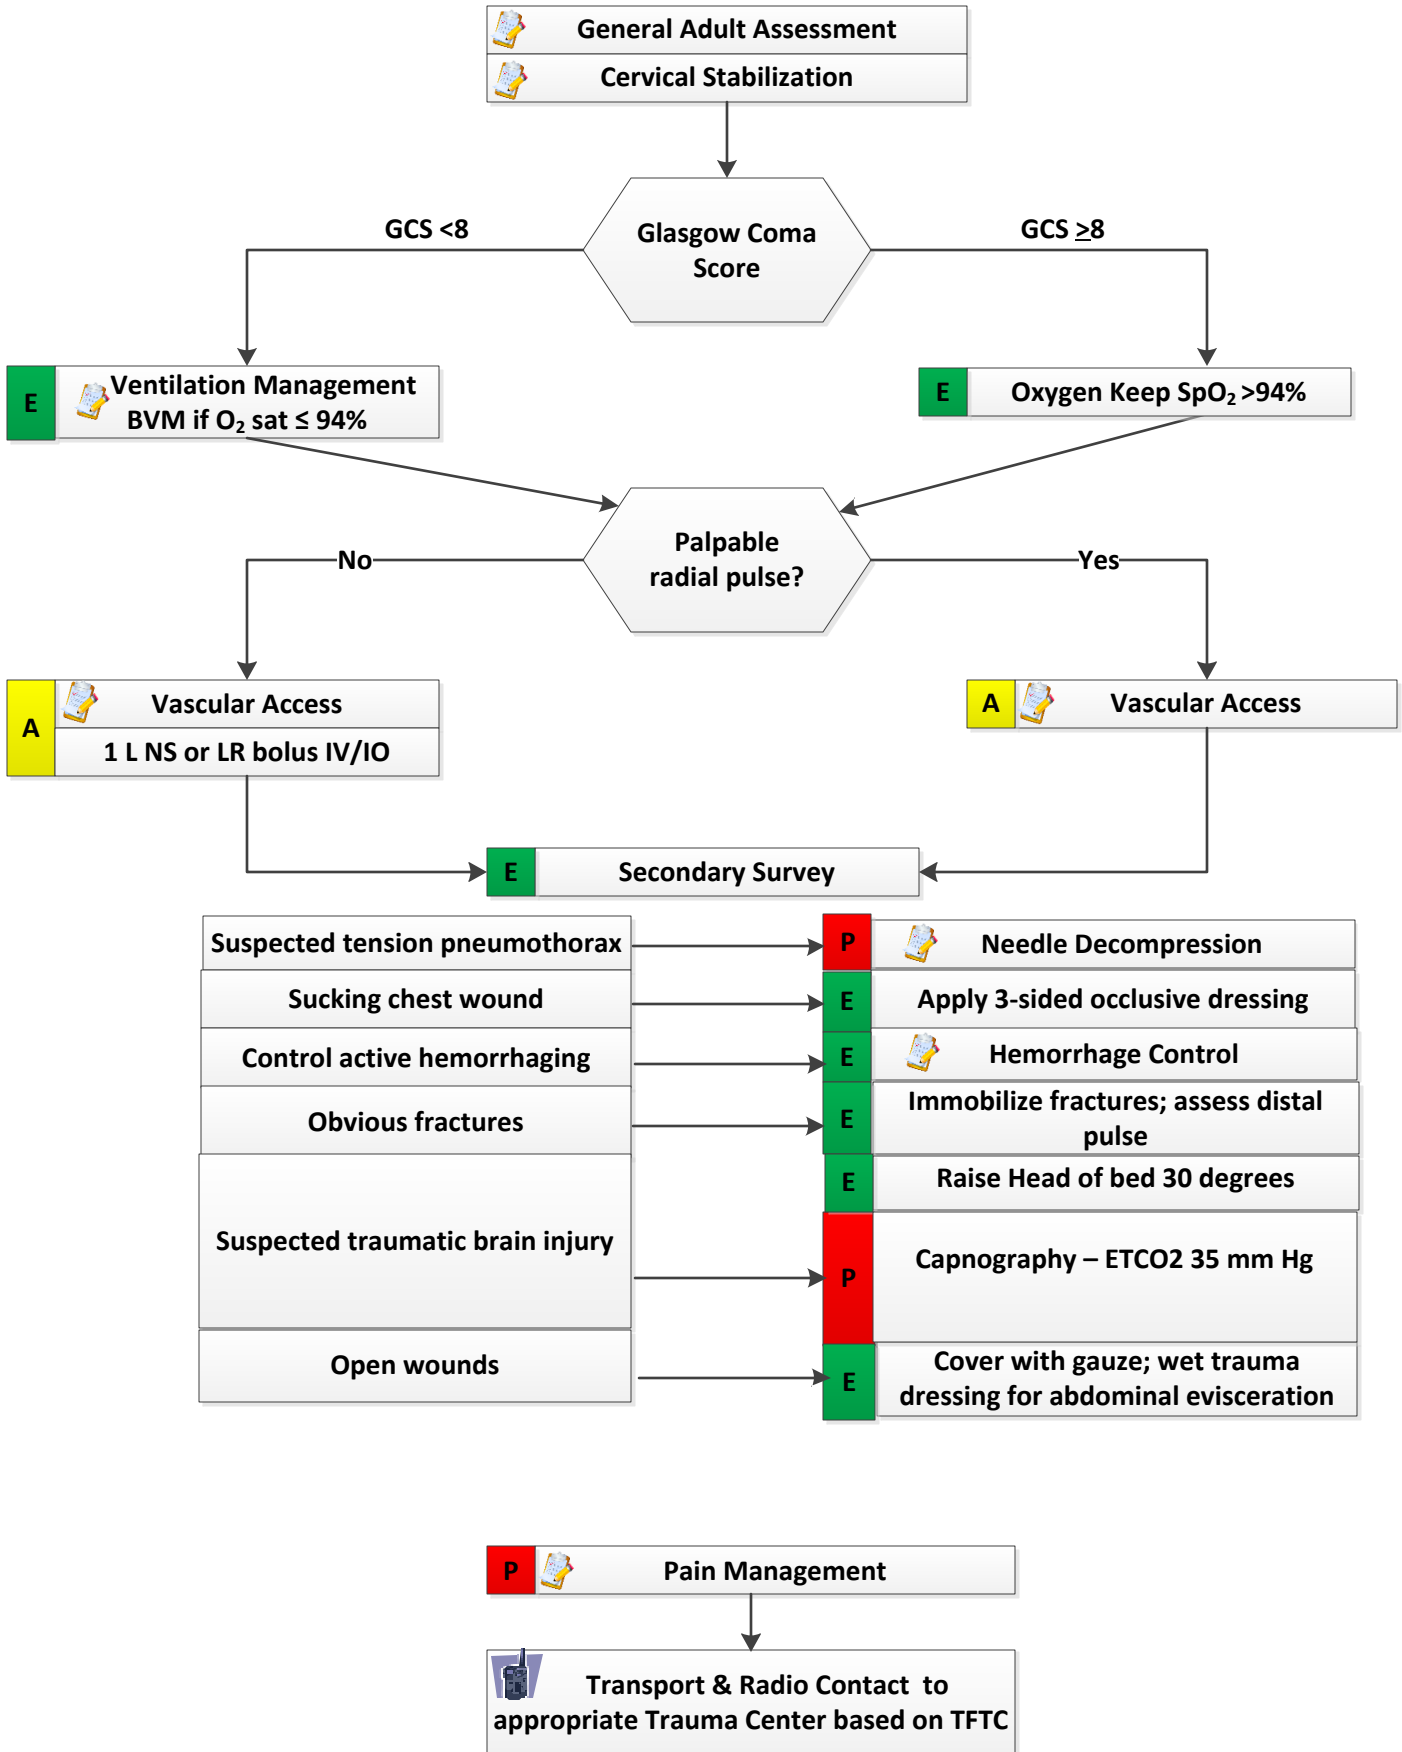 General Adult Assessment
Cervical Stabilization
GCS <8
Glasgow Coma
Score
GCS ≥8
E
Ventilation Management
BVM if O₂ sat ≤ 94%
E
Oxygen Keep SpO₂ >94%
No
Palpable
radial pulse?
Yes
A
Vascular Access
1 L NS or LR bolus IV/IO
A
Vascular Access
E
Secondary Survey
Suspected tension pneumothorax
P
Needle Decompression
Sucking chest wound
E
Apply 3-sided occlusive dressing
Control active hemorrhaging
E
Hemorrhage Control
Obvious fractures
E
Immobilize fractures; assess distal
pulse
Suspected traumatic brain injury
E
Raise Head of bed 30 degrees
P
Capnography – ETCO2 35 mm Hg
Open wounds
E
Cover with gauze; wet trauma
dressing for abdominal evisceration
P
Pain Management
Transport & Radio Contact to
appropriate Trauma Center based on TFTC